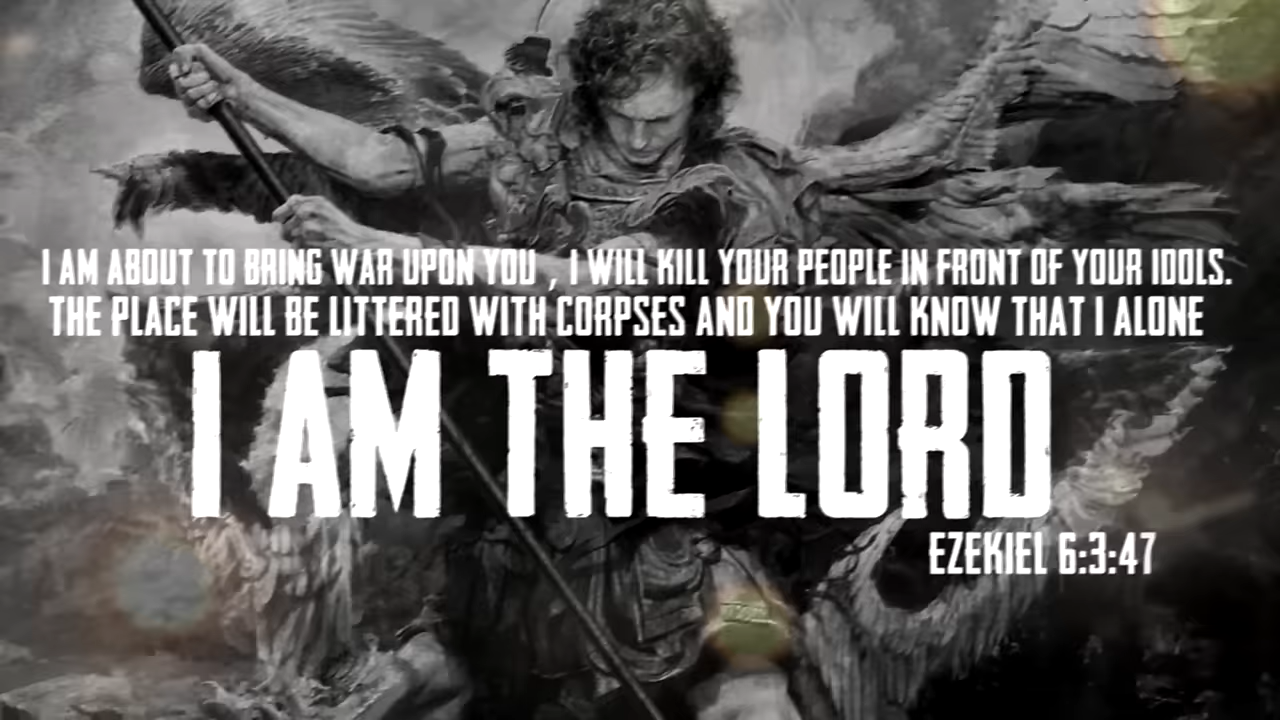 I AM ABOUT TO BRING WAR UPON YOU , I WILL KILL YOUR PEOPLE IN FRONT OF YOUR IDOLS.
THE PLACE WILL BE LITTERED WITH CORPSES AND YOU WILL KNOW THAT I ALONE
I AM THE LORD
EZEKIEL 6:3:47